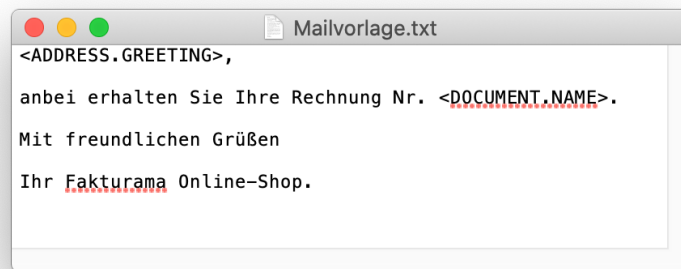 Mailvorlage.txt
<ADDRESS.GREETING>,
anbei erhalten Sie Ihre Rechnung Nr. <DOCUMENT.NAME>.
Mit freundlichen Grüßen
Ihr Fakturama Online-Shop.